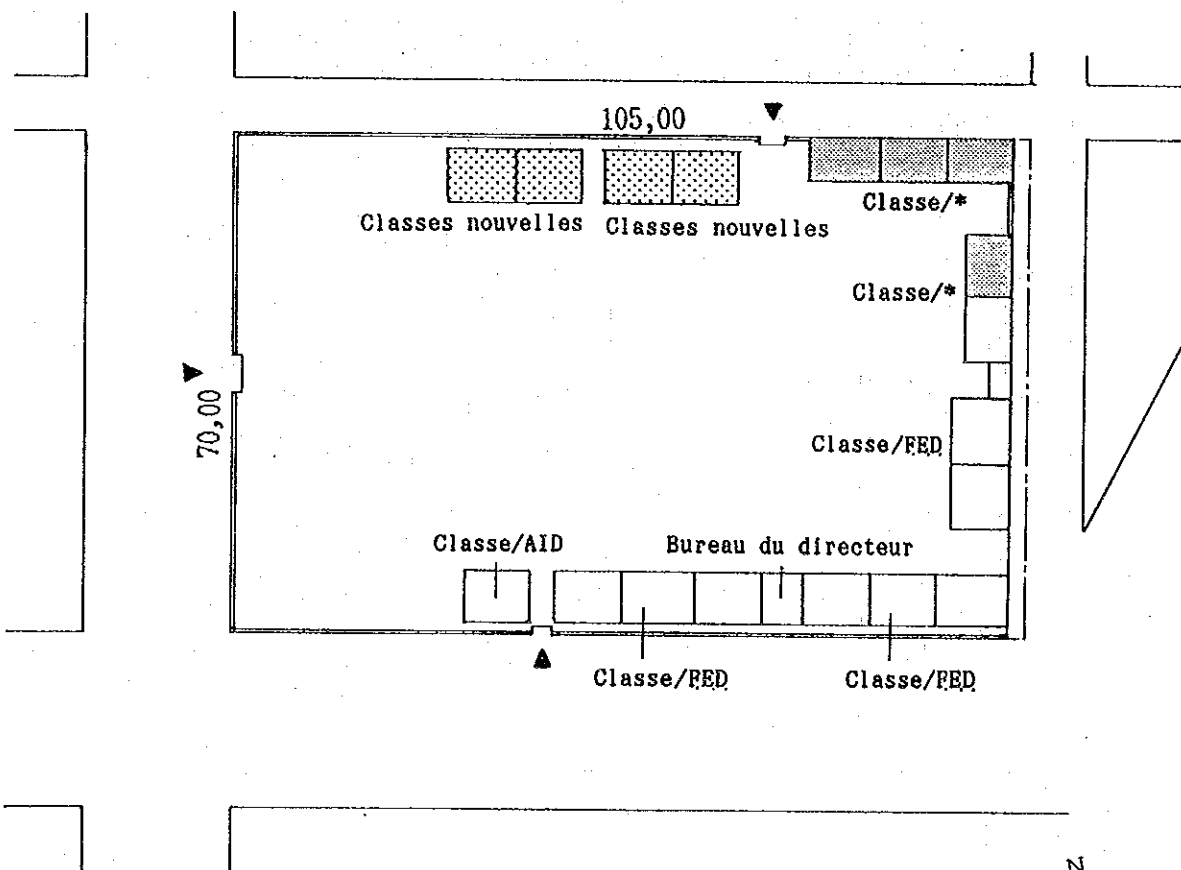 105,00
Classe/*
Classes nouvelles
Classes nouvelles
Classe/*
70,00
Classe/FED
Classe/AID
Bureau du directeur
Classe/FED
Classe/FED
N